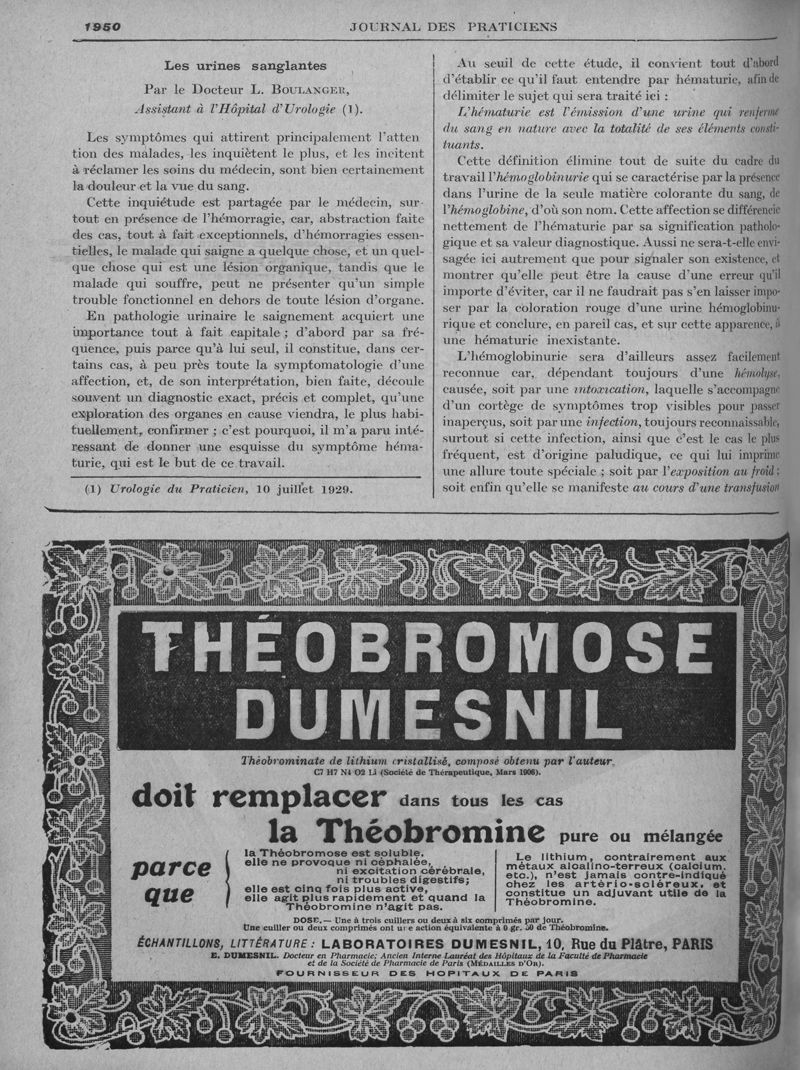 1950
JOURNAL DES PRATICIENS
Les urines sanglantes
Par le Docteur L. BOULANGER,
Assistant à l'Hôpital d'Urologie (1).
Les symptômes qui attirent principalement l'atten
tion des malades, les inquiètent le plus, et les incitent
à réclamer les soins du médecin, sont bien certainement
la douleur et la vue du sang.
Cette inquiétude est partagée par le médecin, sur-
tout en présence de l'hémorragie, car, abstraction faite
des cas, tout à fait exceptionnels, d'hémorragies essen-
tielles, le malade qui saigne a quelque chose, et un quel-
que chose qui est une lésion organique, tandis que le
malade qui souffre, peut ne présenter qu'un simple
trouble fonctionnel en dehors de toute lésion d'organe.
En pathologie urinaire le saignement acquiert une
importance tout à fait capitale ; d'abord par sa fré-
quence, puis parce qu'à lui seul, il constitue, dans cer-
tains cas, à peu près toute la symptomatologie d'une
affection, et, de son interprétation, bien faite, découle
souvent un diagnostic exact, précis et complet, qu'une
exploration des organes en cause viendra, le plus habi-
tuellement, confirmer ; c'est pourquoi, il m'a paru inté-
ressant de donner une esquisse du symptôme héma-
turie, qui est le but de ce travail.
(1) Urologie du Praticien, 10 juillet 1929.
Au seuil de cette étude, il convient tout d'abord
d'établir ce qu'il faut entendre par hématurie, afin de
délimiter le sujet qui sera traité ici :
L'hématurie est l'émission d'une urine qui renferme
du sang en nature avec la totalité de ses éléments consti-
tuants.
Cette définition élimine tout de suite du cadre du
travail l'hémoglobinurie qui se caractérise par la présence
dans l'urine de la seule matière colorante du sang, de
l'hémoglobine, d'où son nom. Cette affection se différencie
nettement de l'hématurie par sa signification patholo-
gique et sa valeur diagnostique. Aussi ne sera-t-elle envi-
sagée ici autrement que pour signaler son existence, et
montrer qu'elle peut être la cause d'une erreur qu'il
importe d'éviter, car il ne faudrait pas s'en laisser impo-
ser par la coloration rouge d'une urine hémoglobinu-
rique et conclure, en pareil cas, et sur cette apparence, à
une hématurie inexistante.
L'hémoglobinurie sera d'ailleurs assez facilement
reconnue car, dépendant toujours d'une hémolyse,
causée, soit par une intoxication, laquelle s'accompagne
d'un cortège de symptômes trop visibles pour passer
inaperçus, soit par une infection, toujours reconnaissable,
surtout si cette infection, ainsi que c'est le cas le plus
fréquent, est d'origine paludique, ce qui lui imprime
une allure toute spéciale ; soit par l'exposition au froid ;
soit enfin qu'elle se manifeste au cours d'une transfusion
THÉOBROMOSE
DUMESNIL
Théobrominate de lithium cristallisé, composé obtenu par l'auteur.
C7 H7 N4 O2 Li (Société de Thérapeutique, Mars 1906).
doit remplacer dans tous les cas
la Théobromine pure ou mélangée
parce
que
la Théobromose est soluble,
elle ne provoque ni céphalée,
ni excitation cérébrale,
ni troubles digestifs;
elle est cinq fois plus active,
elle agit plus rapidement et quand la
Théobromine n'agit pas.
Le lithium, contrairement aux
métaux alcalino-terreux (calcium,
etc.), n'est jamais contre-indiqué
chez les artério-scléreux, et
constitue un adjuvant utile de la
Théobromine.
DOSE.— Une à trois cuillers ou deux à six comprimés par jour.
Une cuiller ou deux comprimés ont une action équivalente à 0 gr. 50 de Théobromine.
ÉCHANTILLONS, LITTÉRATURE : LABORATOIRES DUMESNIL, 10, Rue du Plâtre, PARIS
E. DUMESNIL. Docteur en Pharmacie; Ancien Interne Lauréat des Hôpitaux de la Faculté de Pharmacie
et de la Société de Pharmacie de Paris (MÉDAILLES D'OR).
FOURNISSEUR DES HOPITAUX DE PARIS